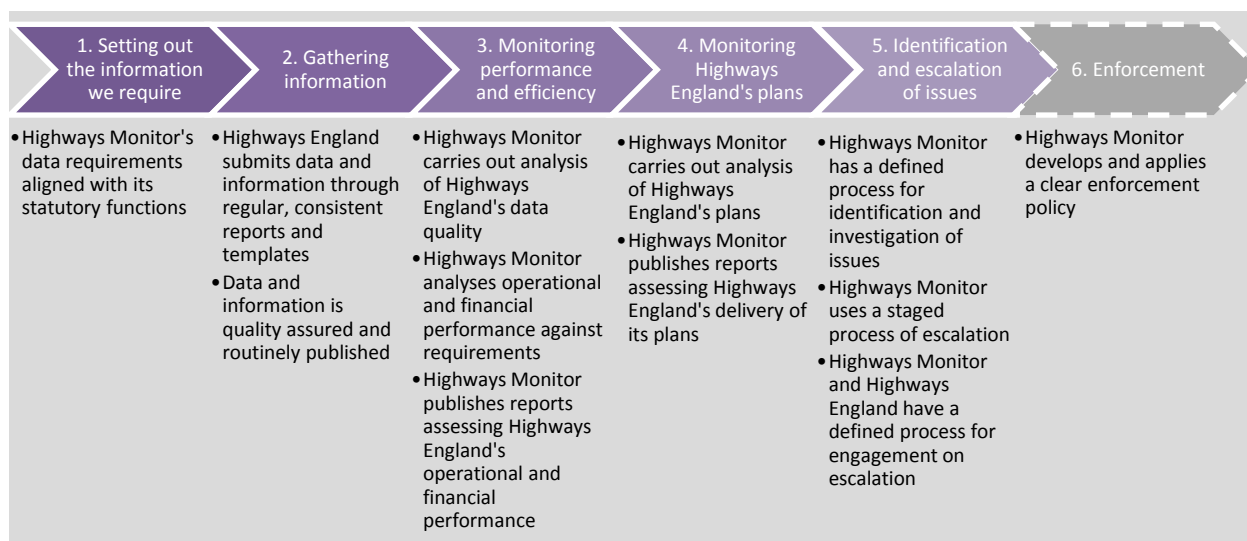 1. Setting out
the information
we require
2. Gathering
information
3. Monitoring
performance
and efficiency
4. Monitoring
Highways
England's plans
5. Identification
and escalation
of issues
6. Enforcement
•Highways Monitor's
data requirements
aligned with its
statutory functions
•Highways England
submits data and
information through
regular, consistent
reports and
templates
•Data and
information is
quality assured and
routinely published
•Highways Monitor
carries out analysis
of Highways
England's data
quality
•Highways Monitor
analyses operational
and financial
performance against
requirements
•Highways Monitor
publishes reports
assessing Highways
England's
operational and
financial
performance
•Highways Monitor
carries out analysis
of Highways
England's plans
•Highways Monitor
publishes reports
assessing Highways
England's delivery of
its plans
•Highways Monitor
has a defined
process for
identification and
investigation of
issues
•Highways Monitor
uses a staged
process of escalation
•Highways Monitor
and Highways
England have a
defined process for
engagement on
escalation
•Highways Monitor
develops and applies
a clear enforcement
policy